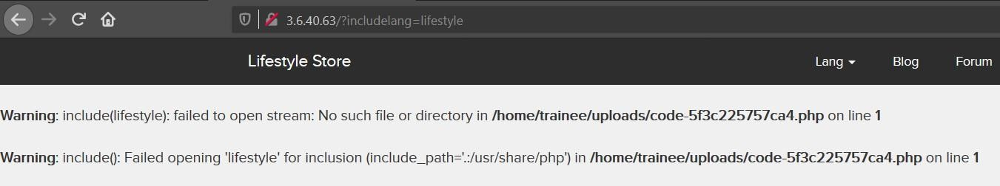 3.6.40.63/?includelang=lifestyle
Lifestyle Store Lang Blog Forum
Warning: include(lifestyle): failed to open stream: No such file or directory in /home/trainee/uploads/code-5f3c225757ca4.php on line 1
Warning: include(): Failed opening 'lifestyle' for inclusion (include_path='.:/usr/share/php') in /home/trainee/uploads/code-5f3c225757ca4.php on line 1